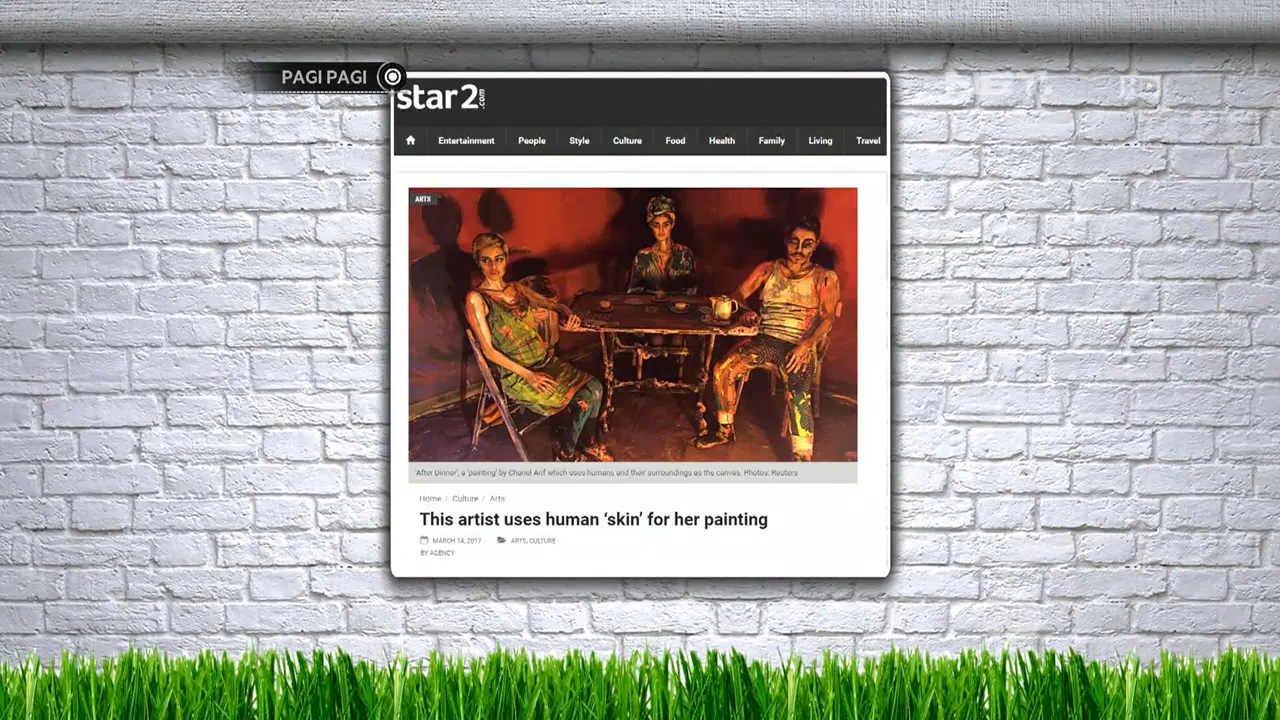 PAGI PAGI
star2.com
NET. HD
Entertainment People Style Culture Food Health Family Living Travel
ARTS
'After Dinner', a 'painting' by Chanel Arif which uses humans and their surroundings as the canvas. Photos: Reuters
Home / Culture / Arts
This artist uses human ‘skin’ for her painting
MARCH 14, 2017 ARTS, CULTURE
BY AGENCY